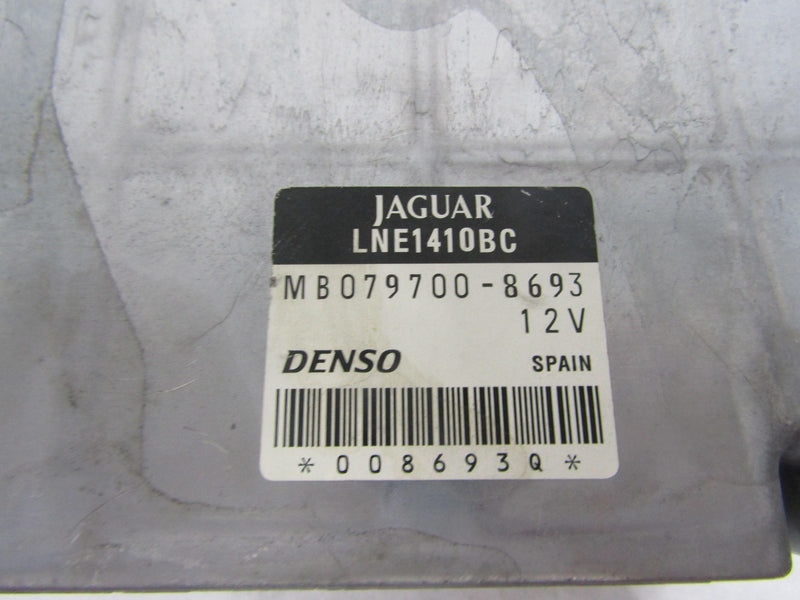 JAGUAR
LNE1410BC
MB079700-8693
12V
DENSO SPAIN
*008693Q*